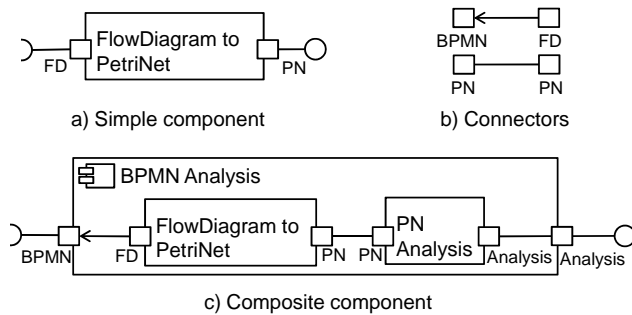 FlowDiagram to
PetriNet
FD
PN
a) Simple component
BPMN
FD
PN
PN
b) Connectors
BPMN Analysis
FlowDiagram to
PetriNet
PN
Analysis
BPMN
FD
PN
PN
Analysis
Analysis
c) Composite component